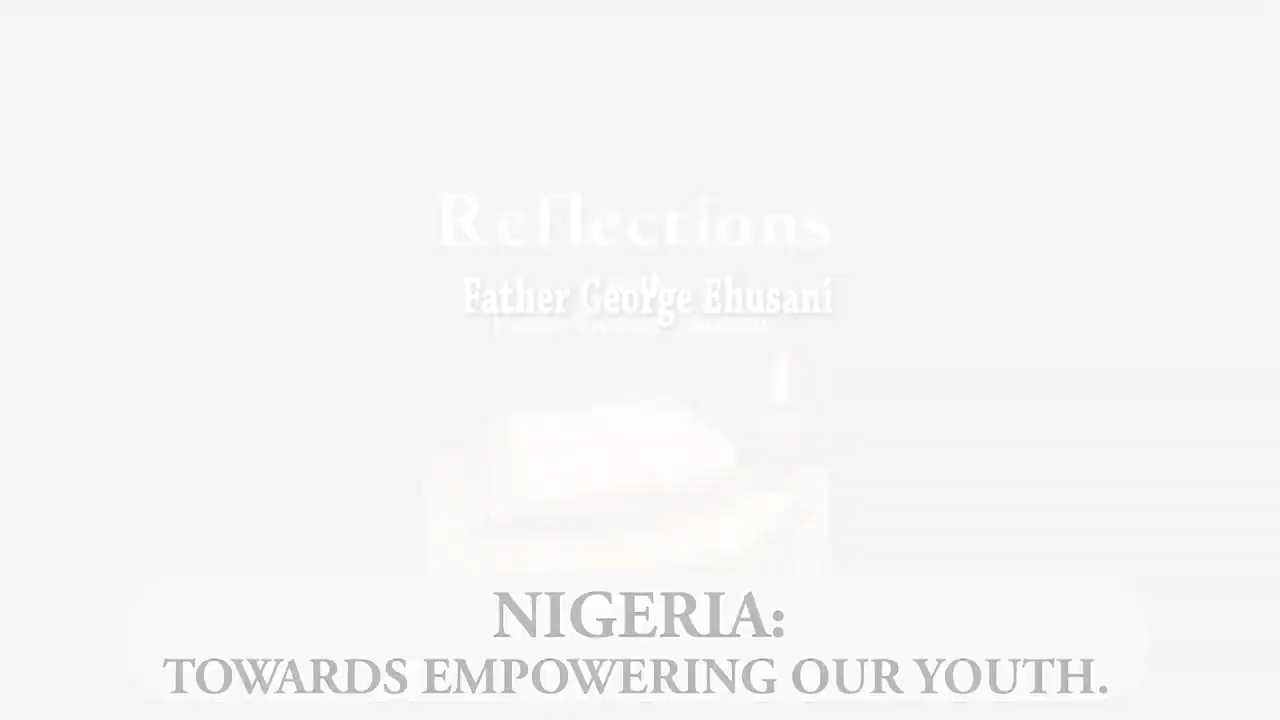 Reflections
Father George Ehusani
NIGERIA:
TOWARDS EMPOWERING OUR YOUTH.